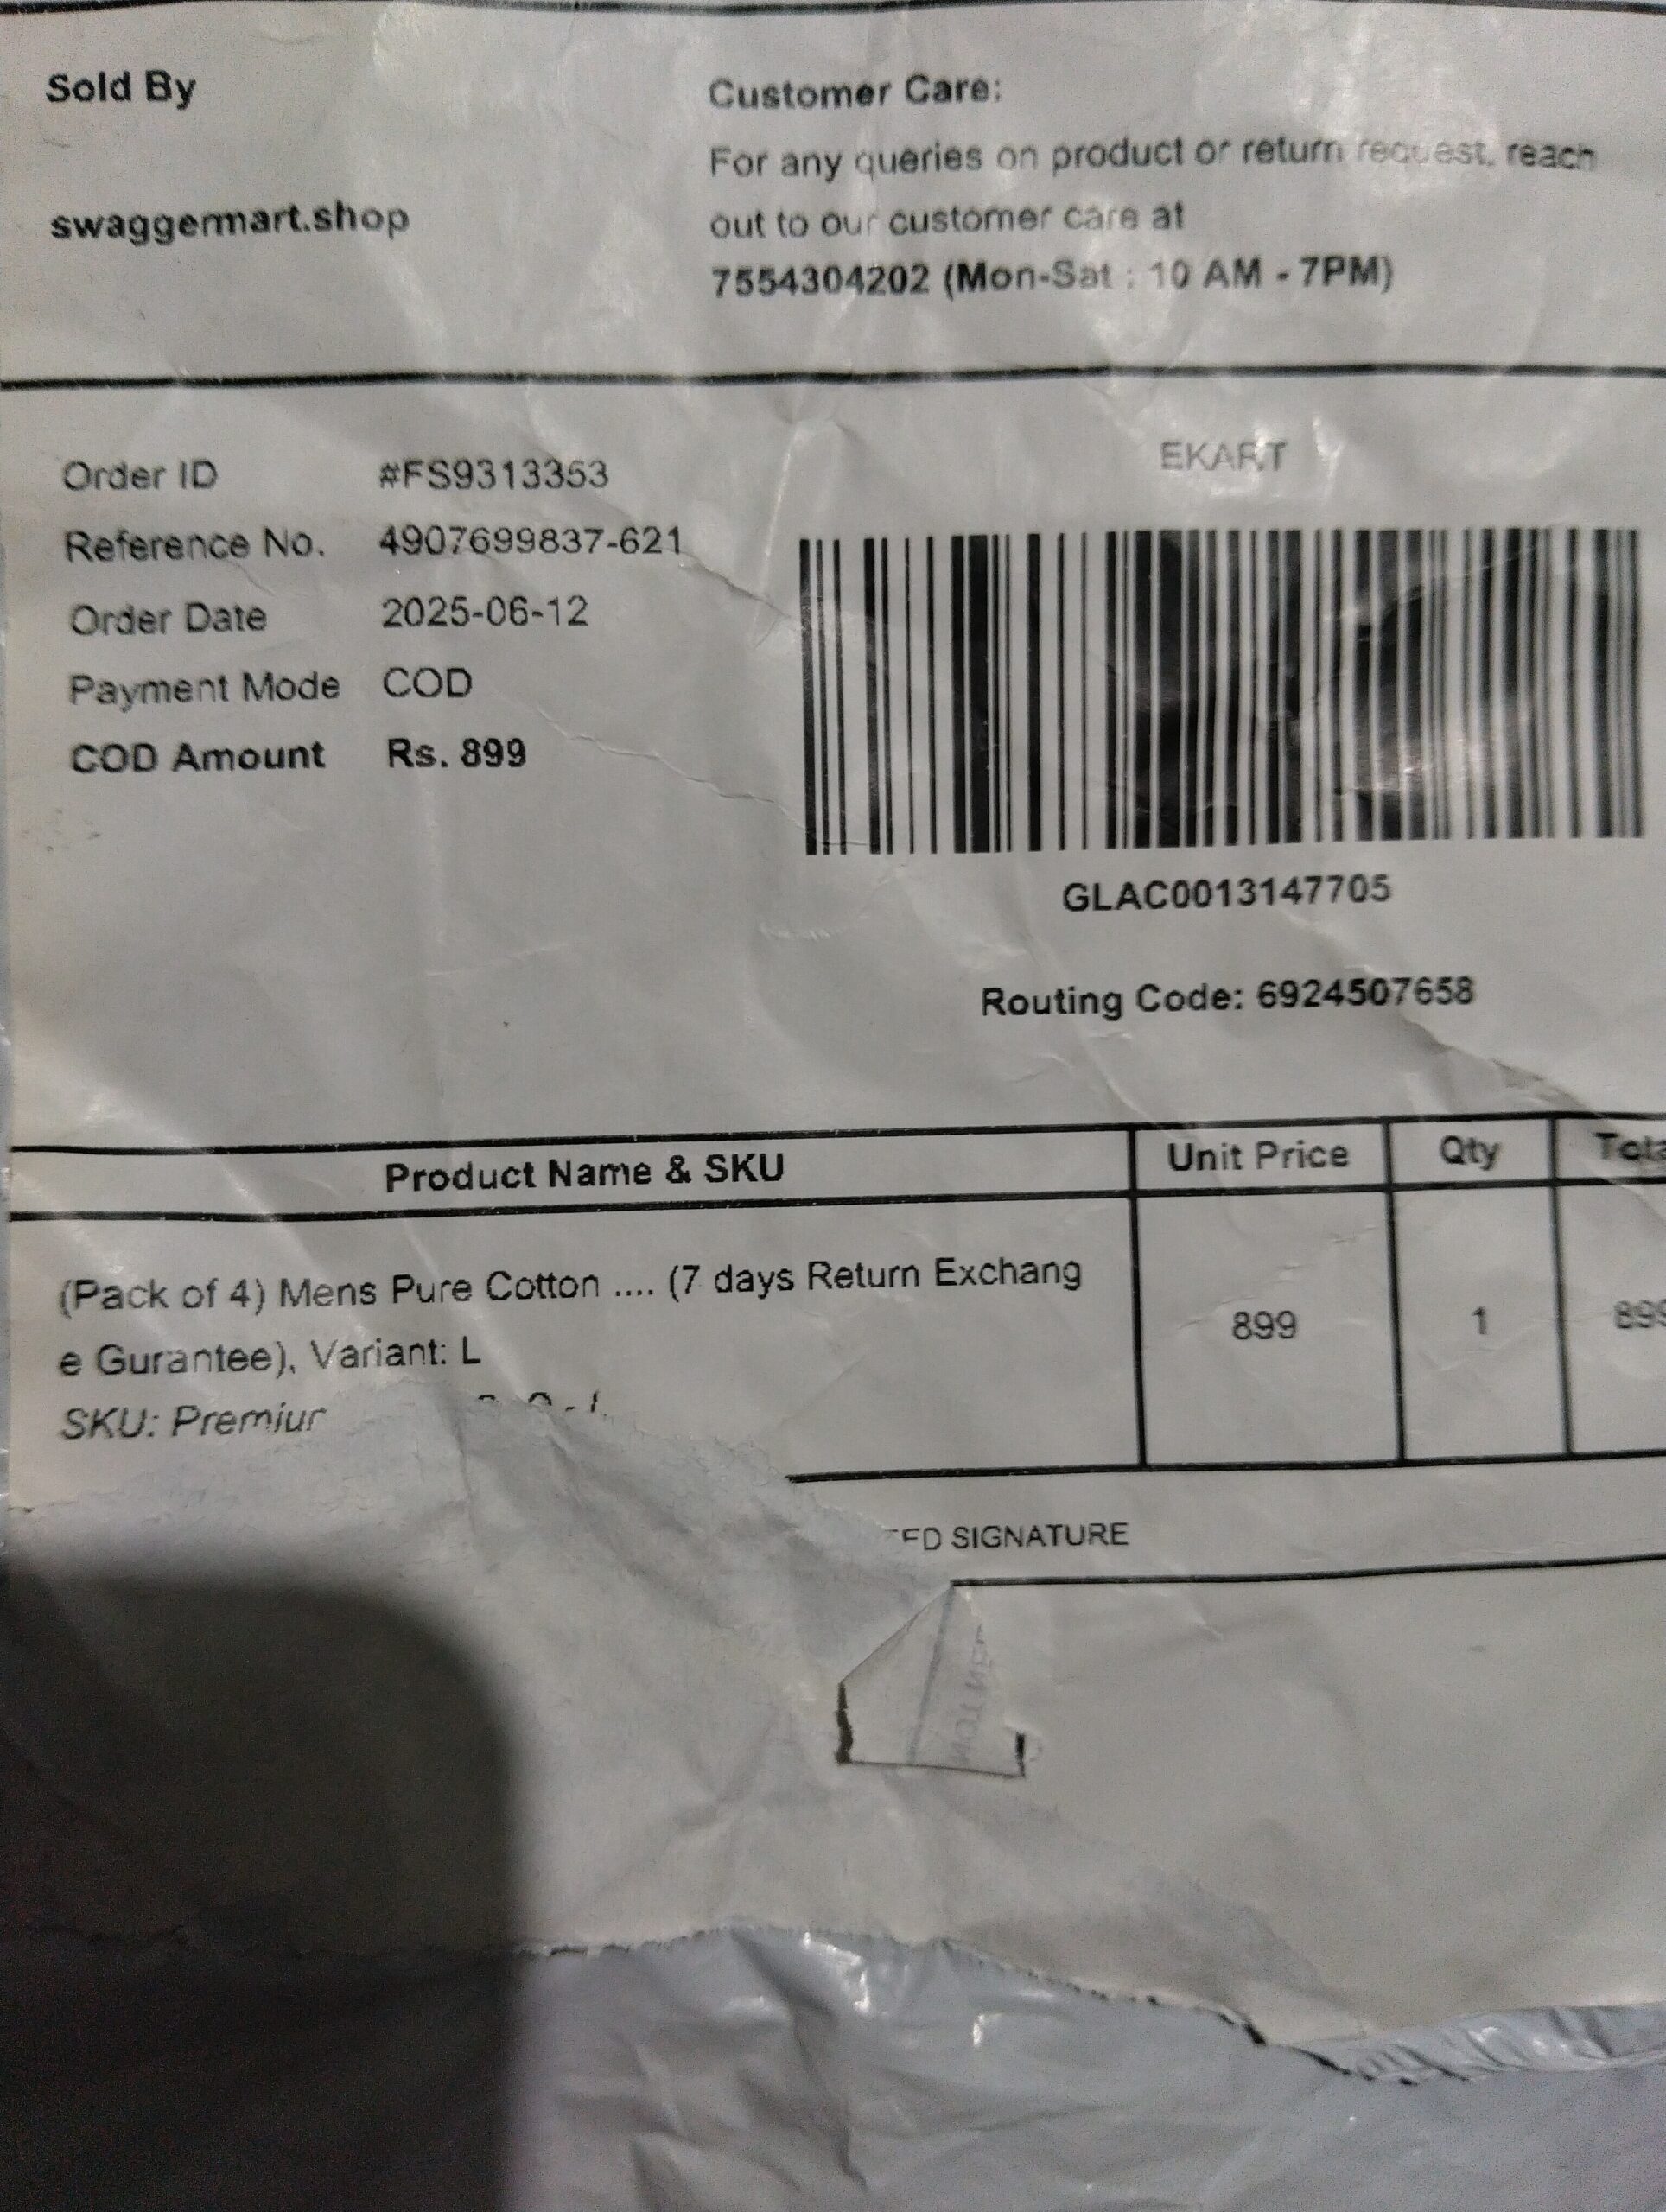 Sold By
swaggermart.shop
Customer Care:
For any queries on product or return request, reach
out to our customer care at
7554304202 (Mon-Sat : 10 AM - 7PM)
Order ID #FS9313353
Reference No. 4907699837-621
Order Date 2025-06-12
Payment Mode COD
COD Amount Rs. 899
EKART
GLAC0013147705
Routing Code: 6924507658
Product Name & SKU Unit Price Qty Tota
(Pack of 4) Mens Pure Cotton .... (7 days Return Exchang
e Gurantee), Variant: L
SKU: Premiur
899 1 899
SIGNATURE